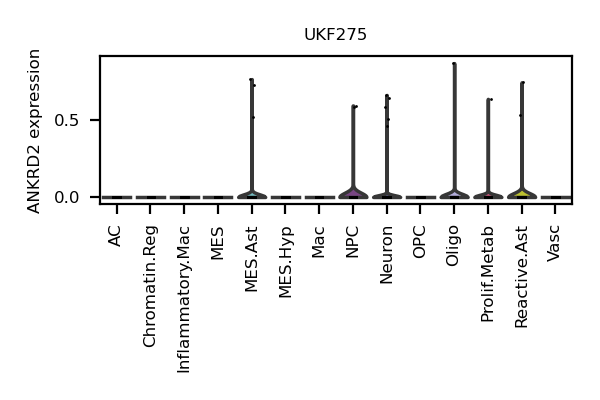 UKF275
ANKRD2 expression
0.5
0.0
AC
Chromatin.Reg
Inflammatory.Mac
MES
MES.Ast
MES.Hyp
Mac
NPC
Neuron
OPC
Oligo
Prolif.Metab
Reactive.Ast
Vasc